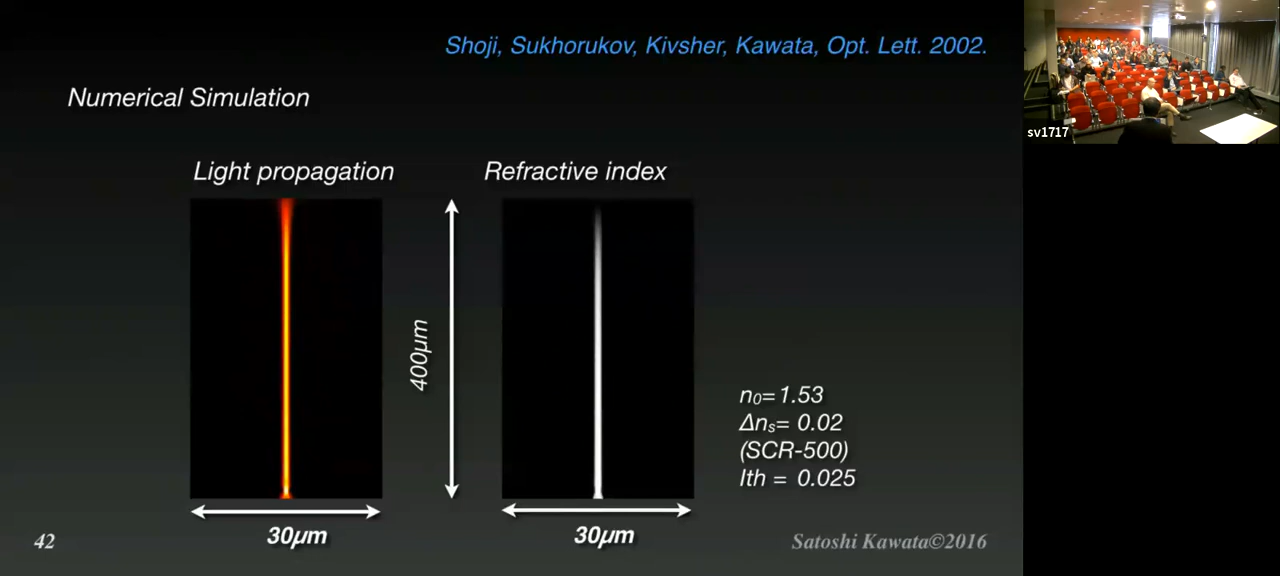 Shoji, Sukhorukov, Kivsher, Kawata, Opt. Lett. 2002.
Numerical Simulation
Light propagation
Refractive index
400μm
n0=1.53
Δns= 0.02
(SCR-500)
Ith = 0.025
30μm
30μm
42
Satoshi Kawata©2016
sv1717